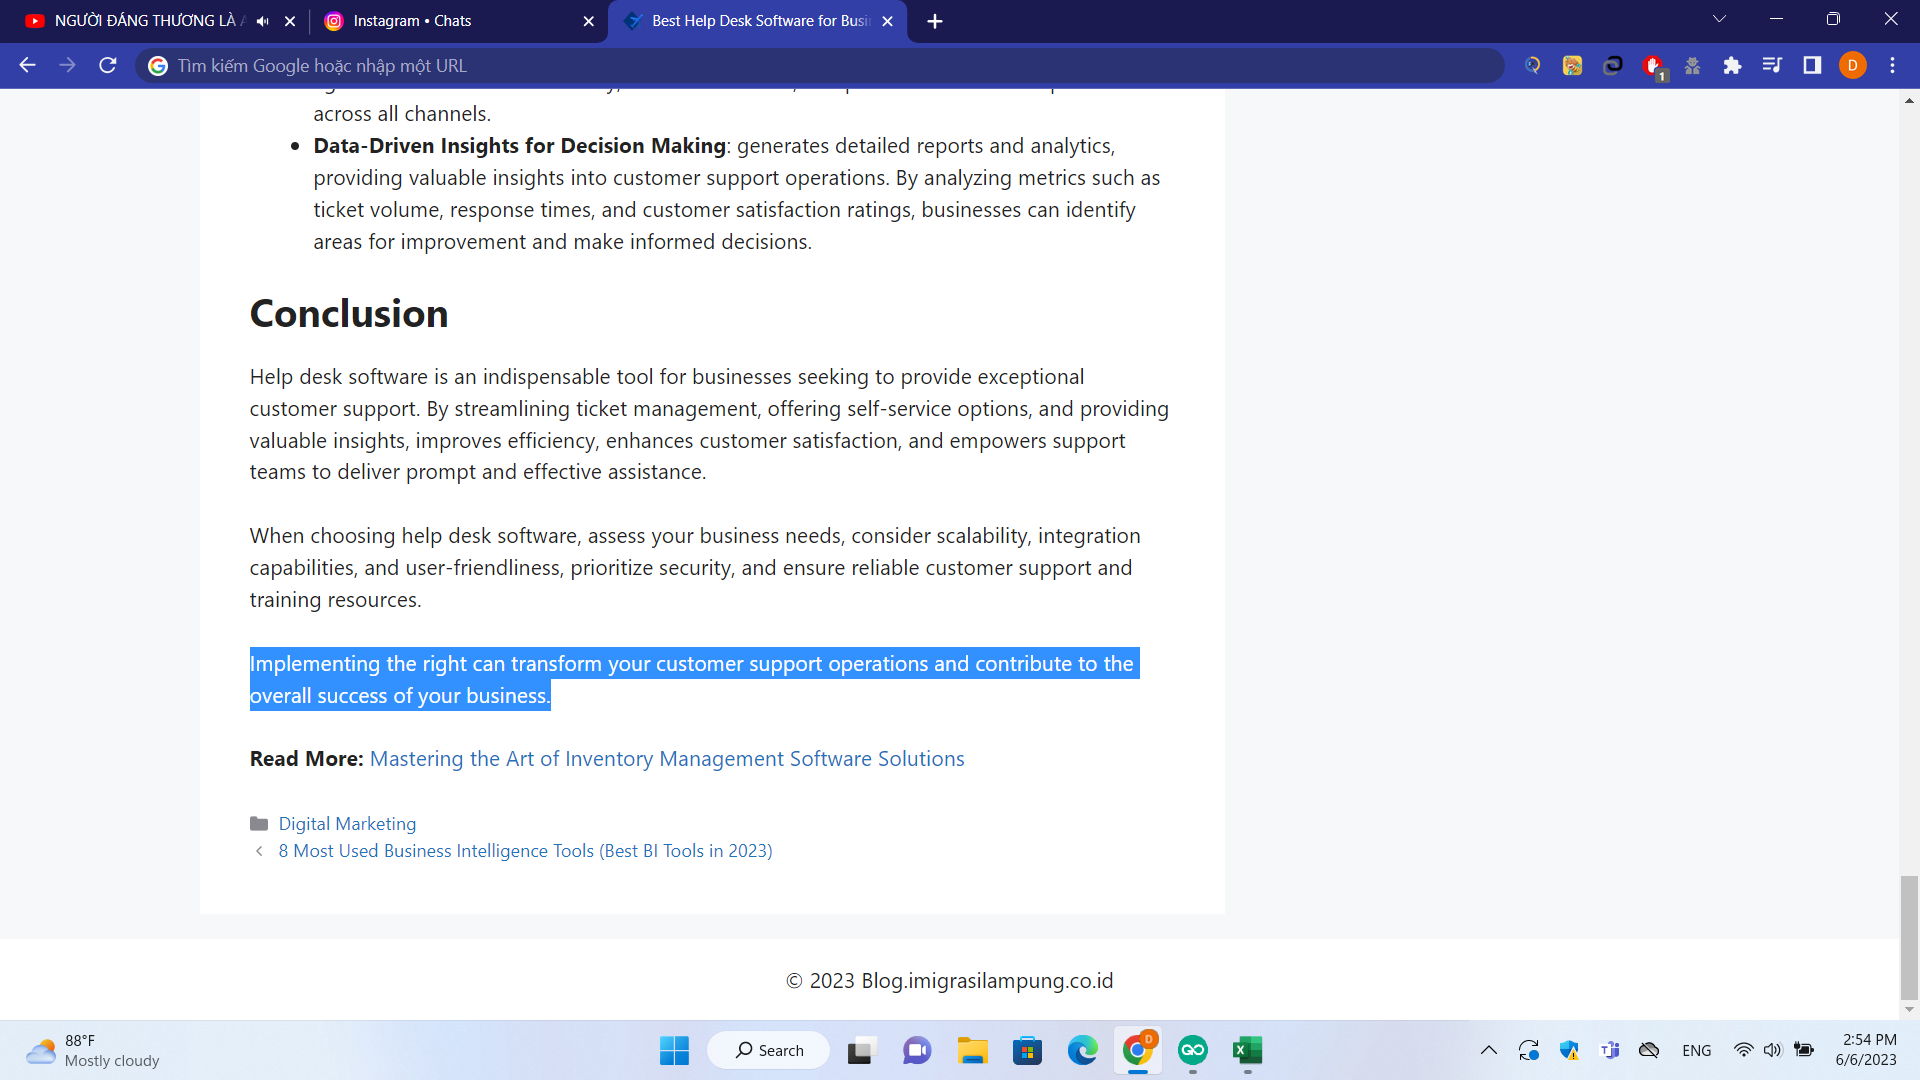 NGƯỜI ĐÁNG THƯƠNG LÀ
Instagram • Chats
Best Help Desk Software for Busi
Tìm kiếm Google hoặc nhập một URL
1
D
across all channels.
• Data-Driven Insights for Decision Making: generates detailed reports and analytics,
providing valuable insights into customer support operations. By analyzing metrics such as
ticket volume, response times, and customer satisfaction ratings, businesses can identify
areas for improvement and make informed decisions.
Conclusion
Help desk software is an indispensable tool for businesses seeking to provide exceptional
customer support. By streamlining ticket management, offering self-service options, and providing
valuable insights, improves efficiency, enhances customer satisfaction, and empowers support
teams to deliver prompt and effective assistance.
When choosing help desk software, assess your business needs, consider scalability, integration
capabilities, and user-friendliness, prioritize security, and ensure reliable customer support and
training resources.
Implementing the right can transform your customer support operations and contribute to the
overall success of your business.
Read More: Mastering the Art of Inventory Management Software Solutions
Digital Marketing
8 Most Used Business Intelligence Tools (Best BI Tools in 2023)
© 2023 Blog.imigrasilampung.co.id
88°F
Mostly cloudy
Search
D
ENG
2:54 PM
6/6/2023